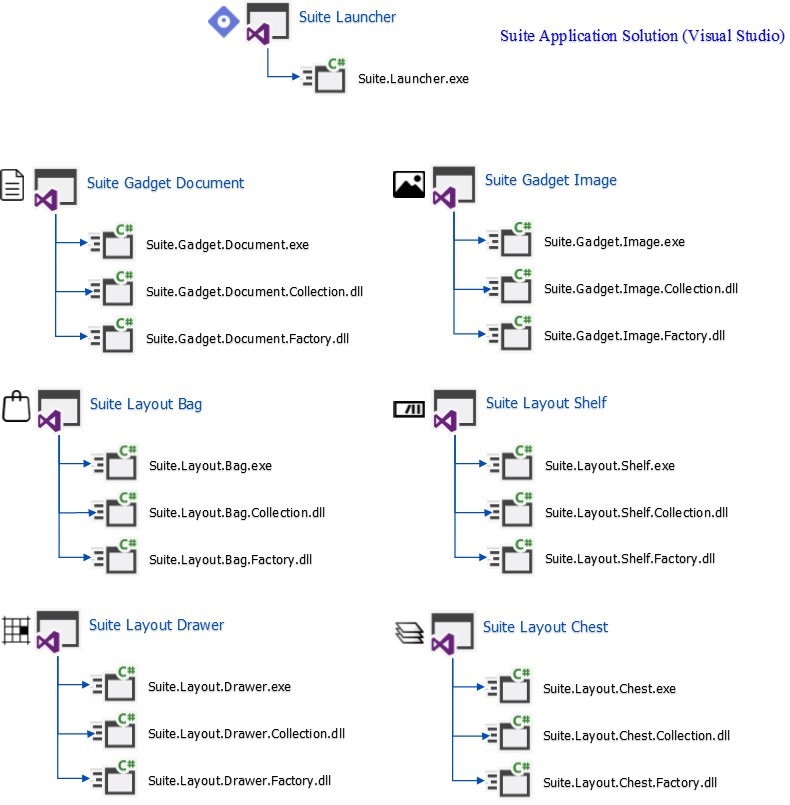 Suite Launcher
Suite Application Solution (Visual Studio)
C#
Suite.Launcher.exe
Suite Gadget Document
C#
Suite.Gadget.Document.exe
C#
Suite.Gadget.Document.Collection.dll
C#
Suite.Gadget.Document.Factory.dll
Suite Gadget Image
C#
Suite.Gadget.Image.exe
C#
Suite.Gadget.Image.Collection.dll
C#
Suite.Gadget.Image.Factory.dll
Suite Layout Bag
C#
Suite.Layout.Bag.exe
C#
Suite.Layout.Bag.Collection.dll
C#
Suite.Layout.Bag.Factory.dll
Suite Layout Shelf
C#
Suite.Layout.Shelf.exe
C#
Suite.Layout.Shelf.Collection.dll
C#
Suite.Layout.Shelf.Factory.dll
Suite Layout Drawer
C#
Suite.Layout.Drawer.exe
C#
Suite.Layout.Drawer.Collection.dll
C#
Suite.Layout.Drawer.Factory.dll
Suite Layout Chest
C#
Suite.Layout.Chest.exe
C#
Suite.Layout.Chest.Collection.dll
C#
Suite.Layout.Chest.Factory.dll